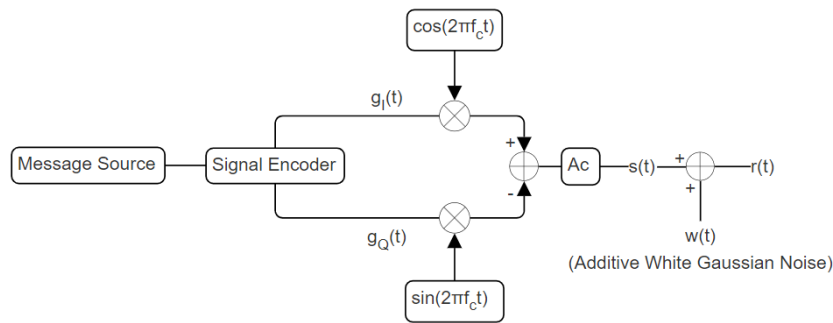 cos(2πf_ct)
g_I(t)
+
Message Source
Signal Encoder
Ac
s(t)
+
r(t)
-
+
g_Q(t)
w(t)
(Additive White Gaussian Noise)
sin(2πf_ct)